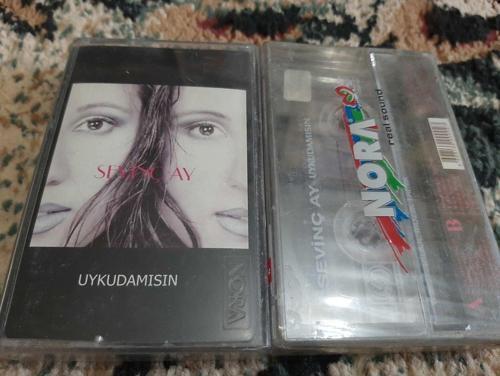 SEVİNÇ AY
UYKUDAMISIN
NORA
SEVİNÇ AY UYKUDAMISIN
NORA
real sound
B
A